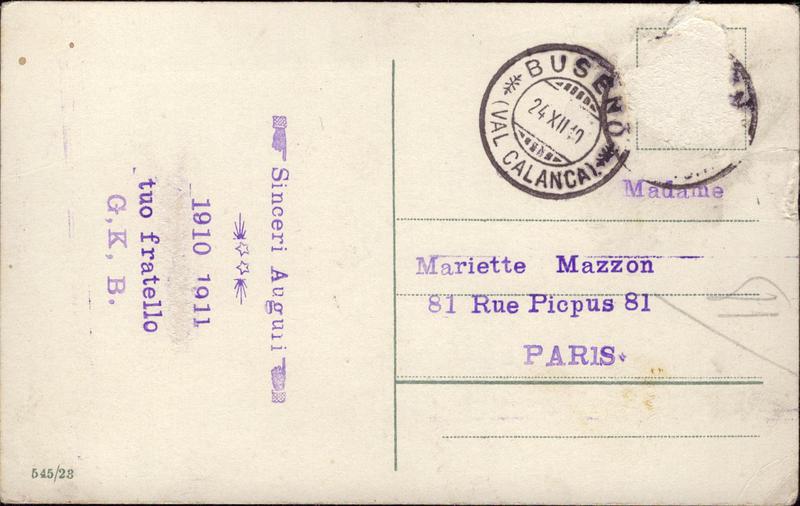 Sinceri Auguri
1910 1911
tuo fratello
G. K. B.
BUSENO
24 XII 10
(VAL CALANCA)
Madame
Mariette Mazzon
81 Rue Picpus 81
PARIS
545/23